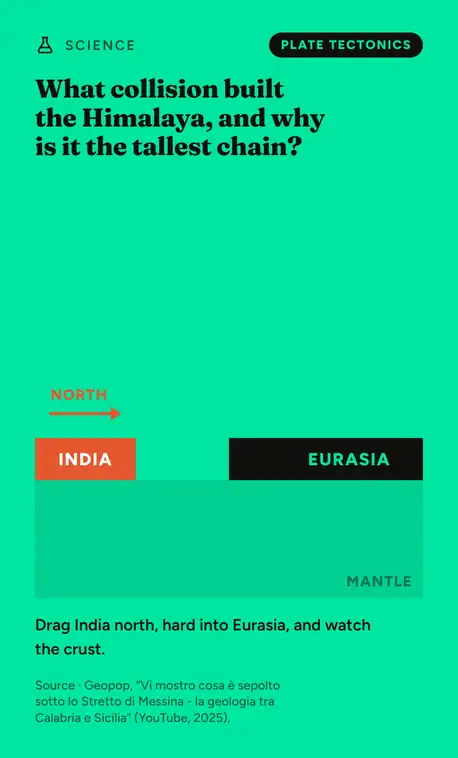 SCIENCE
PLATE TECTONICS
What collision built
the Himalaya, and why
is it the tallest chain?
NORTH
INDIA
EURASIA
MANTLE
Drag India north, hard into Eurasia, and watch
the crust.
Source · Geopop, "Vi mostro cosa è sepolto
sotto lo Stretto di Messina - la geologia tra
Calabria e Sicilia" (YouTube, 2025).